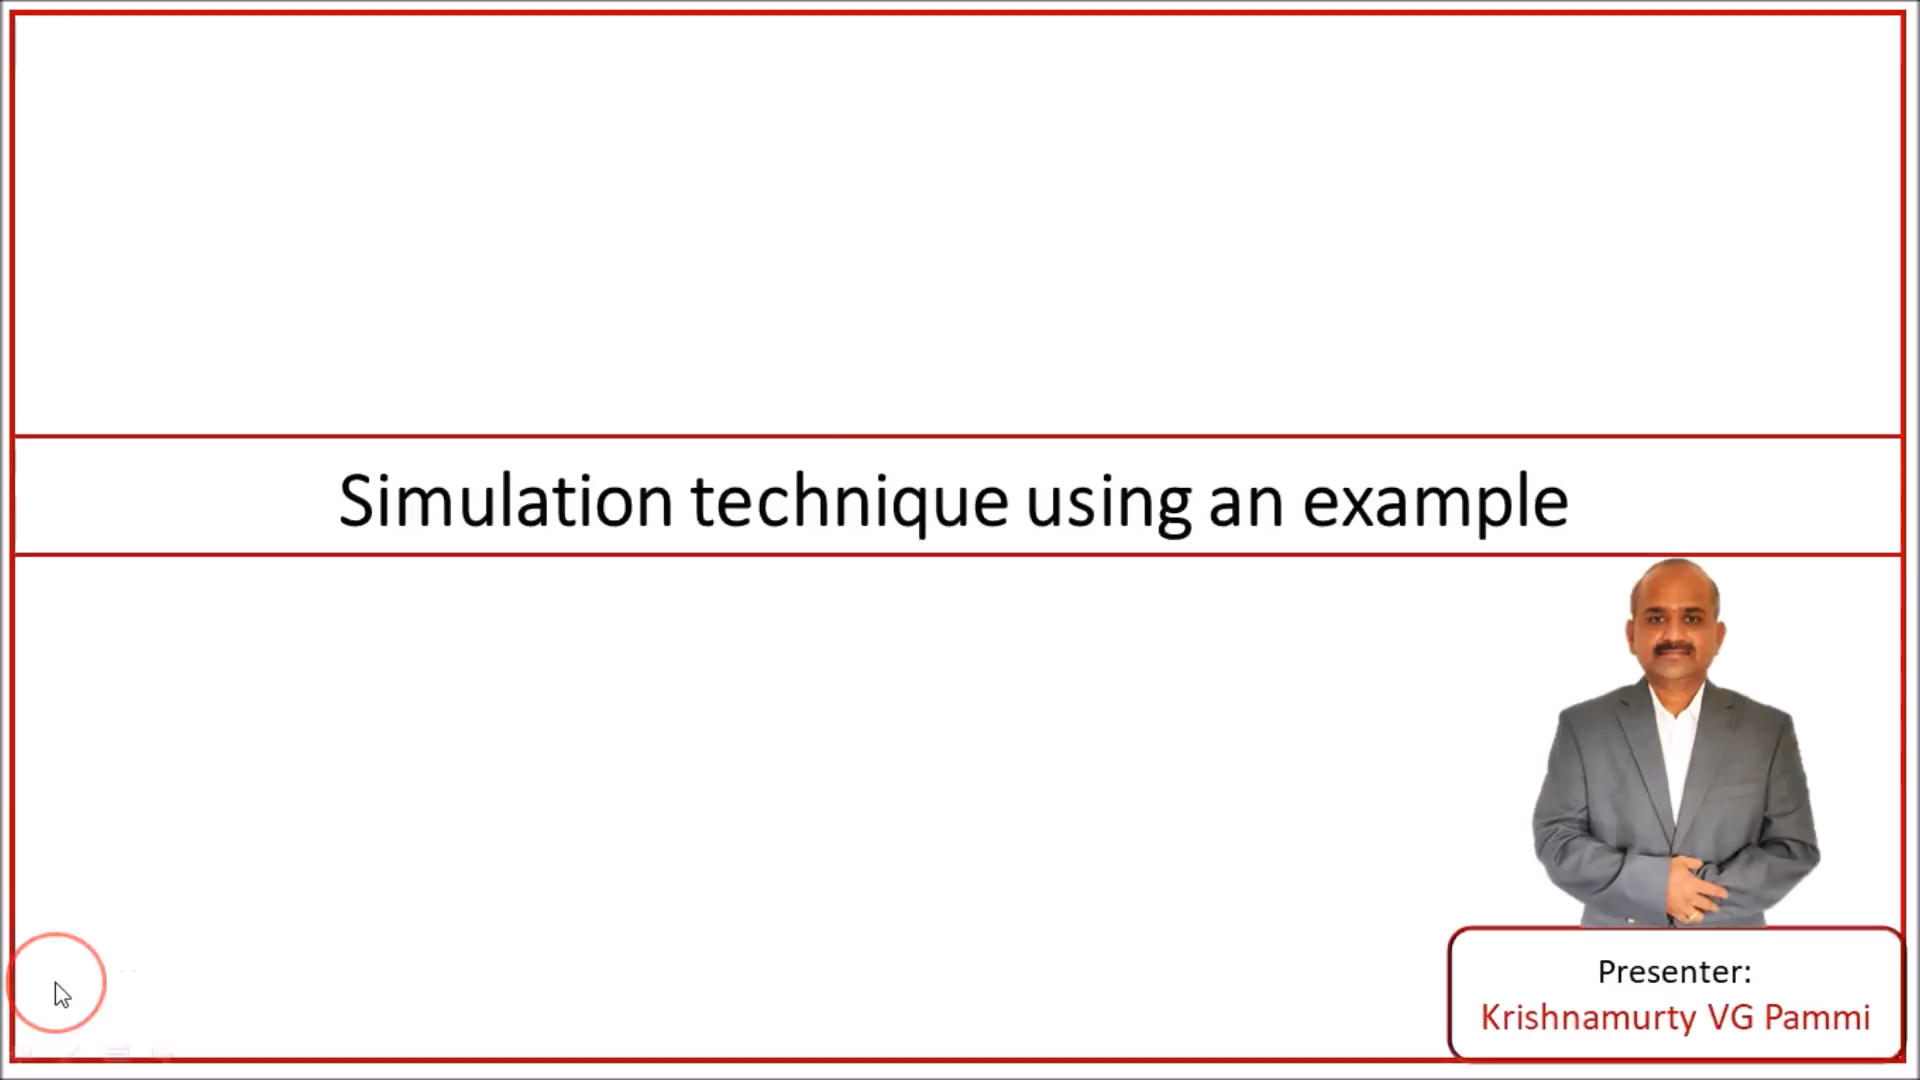 Simulation technique using an example
Presenter:
Krishnamurty VG Pammi